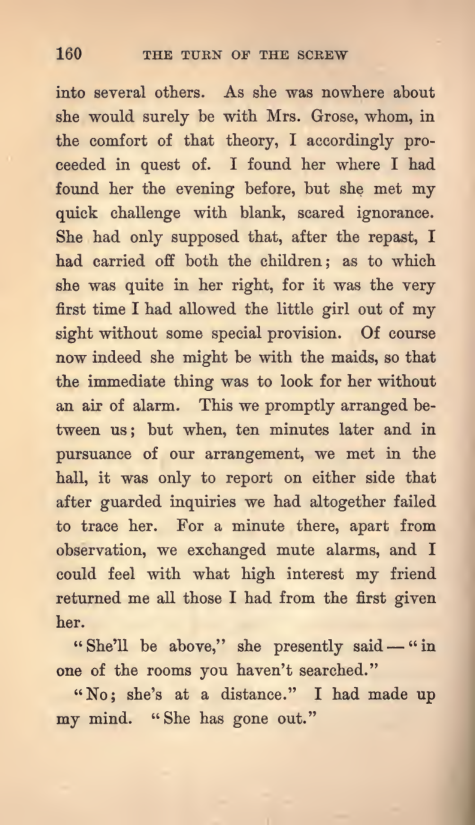 160 THE TURN OF THE SCREW
into several others. As she was nowhere about
she would surely be with Mrs. Grose, whom, in
the comfort of that theory, I accordingly pro-
ceeded in quest of. I found her where I had
found her the evening before, but she met my
quick challenge with blank, scared ignorance.
She had only supposed that, after the repast, I
had carried off both the children; as to which
she was quite in her right, for it was the very
first time I had allowed the little girl out of my
sight without some special provision. Of course
now indeed she might be with the maids, so that
the immediate thing was to look for her without
an air of alarm. This we promptly arranged be-
tween us; but when, ten minutes later and in
pursuance of our arrangement, we met in the
hall, it was only to report on either side that
after guarded inquiries we had altogether failed
to trace her. For a minute there, apart from
observation, we exchanged mute alarms, and I
could feel with what high interest my friend
returned me all those I had from the first given
her.
"She'll be above," she presently said — "in
one of the rooms you haven't searched."
"No; she's at a distance." I had made up
my mind. "She has gone out."